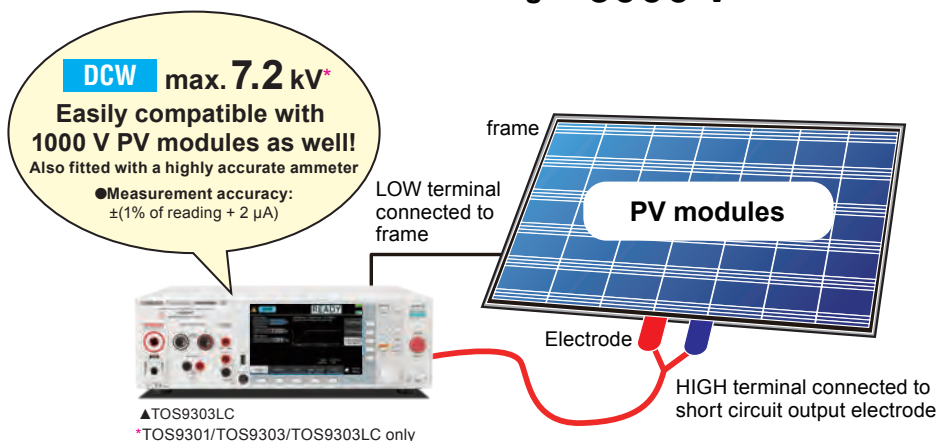 DCW max. 7.2 kV*
Easily compatible with
1000 V PV modules as well!
Also fitted with a highly accurate ammeter
●Measurement accuracy:
±(1% of reading + 2 µA)
frame
LOW terminal
connected to
frame
PV modules
READY
Electrode
HIGH terminal connected to
short circuit output electrode
▲TOS9303LC
*TOS9301/TOS9303/TOS9303LC only